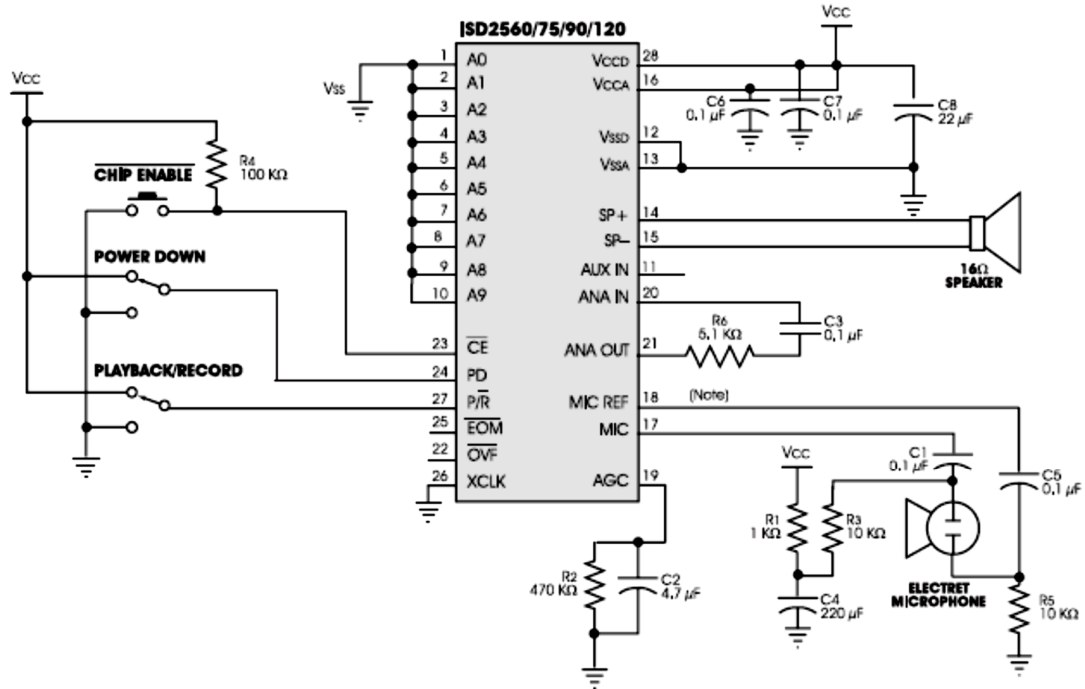 ISD2560/75/90/120
Vcc
Vcc
Vss
1 A0
2 A1
3 A2
4 A3
5 A4
6 A5
7 A6
8 A7
9 A8
10 A9
23 CE
24 PD
27 P/R
25 EOM
22 OVF
26 XCLK
VCCD 28
VCCA 16
VSSD 12
VSSA 13
SP+ 14
SP– 15
AUX IN 11
ANA IN 20
ANA OUT 21
MIC REF 18
MIC 17
AGC 19
R4
100 KΩ
CHIP ENABLE
POWER DOWN
PLAYBACK/RECORD
C6
0.1 µF
C7
0.1 µF
C8
22 µF
16Ω
SPEAKER
R6
5.1 KΩ
C3
0.1 µF
(Note)
Vcc
C1
0.1 µF
C5
0.1 µF
R1
1 KΩ
R3
10 KΩ
C4
220 µF
ELECTRET
MICROPHONE
R5
10 KΩ
R2
470 KΩ
C2
4.7 µF